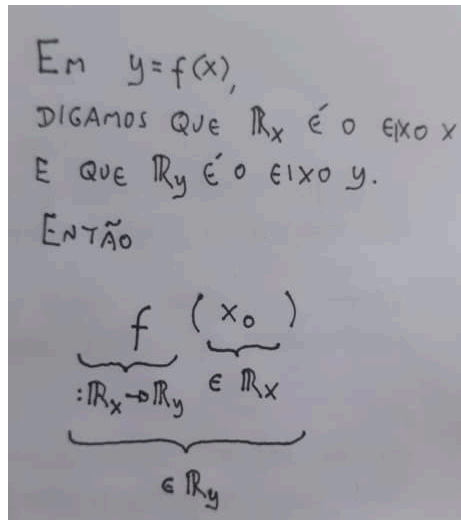 Em y=f(x),
DIGAMOS QUE ℝx É O EIXO x
E QUE ℝy É O EIXO y.
ENTÃO
f (x₀)
:ℝx→ℝy ∈ ℝx
∈ ℝy